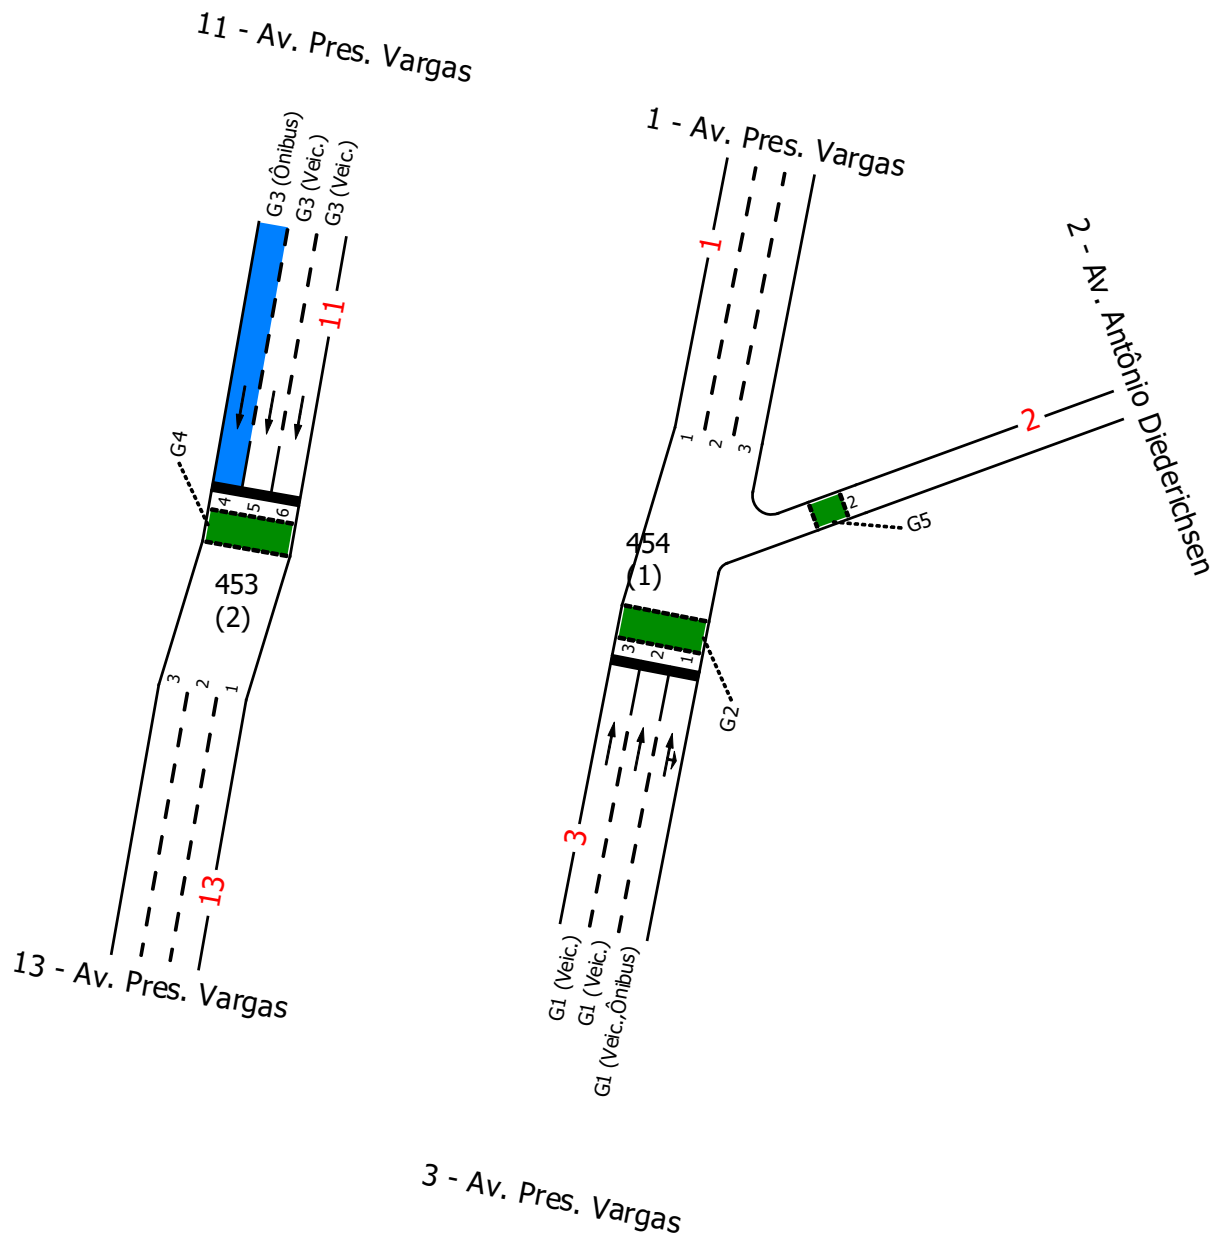 11 - Av. Pres. Vargas
1 - Av. Pres. Vargas
G3 (Ônibus)
G3 (Veic.)
G3 (Veic.)
2 - Av. Antônio Diederichsen
1
11
2
1
2
3
G4
4
5
6
2
G5
453
(2)
454
(1)
3
2
1
3
2
1
G2
3
13
13 - Av. Pres. Vargas
G1 (Veic.)
G1 (Veic.)
G1 (Veic.,Ônibus)
3 - Av. Pres. Vargas